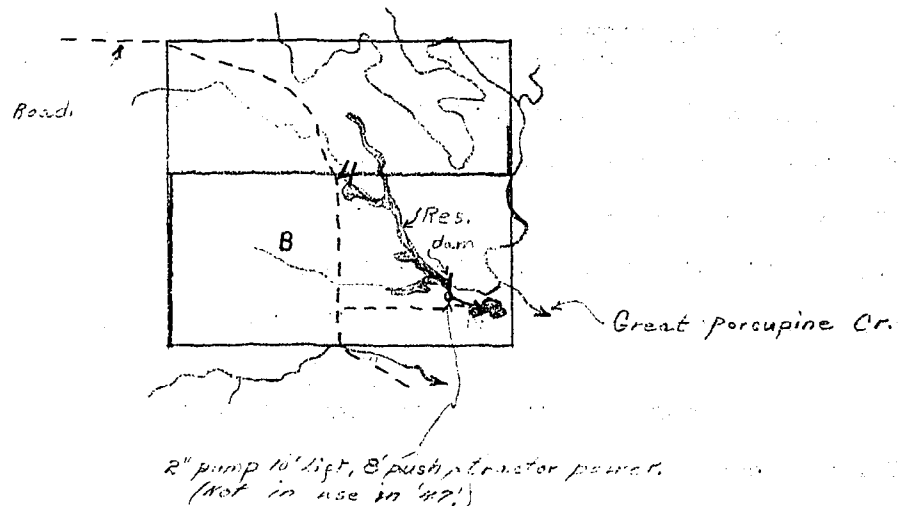 Road.
B
Res.
dam
Great Porcupine Cr.
2" pump 10' lift, 8' push, tractor power.
(Not in use in '47.)